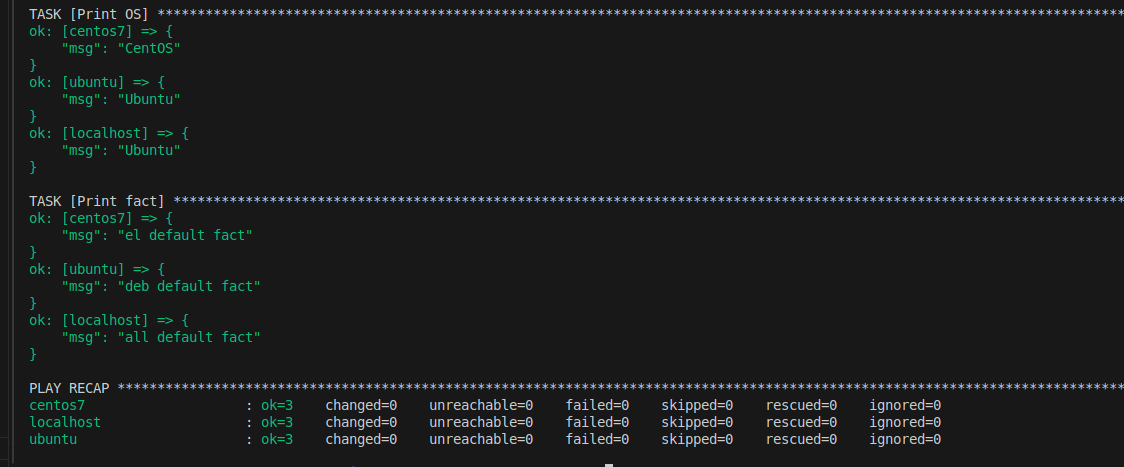 TASK [Print OS] *************************************************************************************************************************
ok: [centos7] => {
    "msg": "CentOS"
}
ok: [ubuntu] => {
    "msg": "Ubuntu"
}
ok: [localhost] => {
    "msg": "Ubuntu"
}
TASK [Print fact] ***********************************************************************************************************************
ok: [centos7] => {
    "msg": "el default fact"
}
ok: [ubuntu] => {
    "msg": "deb default fact"
}
ok: [localhost] => {
    "msg": "all default fact"
}
PLAY RECAP ******************************************************************************************************************************
centos7                    : ok=3    changed=0    unreachable=0    failed=0    skipped=0    rescued=0    ignored=0
localhost                  : ok=3    changed=0    unreachable=0    failed=0    skipped=0    rescued=0    ignored=0
ubuntu                     : ok=3    changed=0    unreachable=0    failed=0    skipped=0    rescued=0    ignored=0